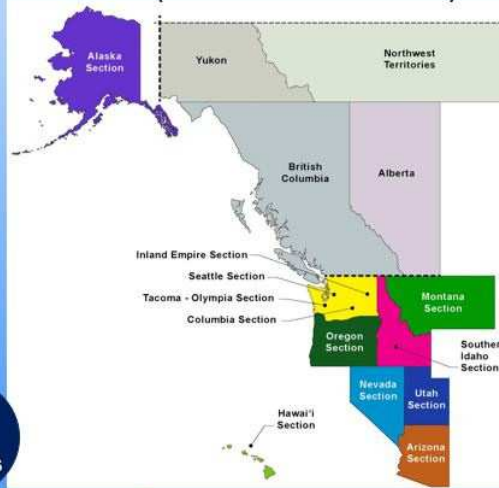 Alaska
Section
Yukon
Northwest
Territories
British
Columbia
Alberta
Inland Empire Section
Seattle Section
Tacoma - Olympia Section
Columbia Section
Montana
Section
Oregon
Section
Souther
Idaho
Section
Nevada
Section
Utah
Section
Hawai'i
Section
Arizona
Section